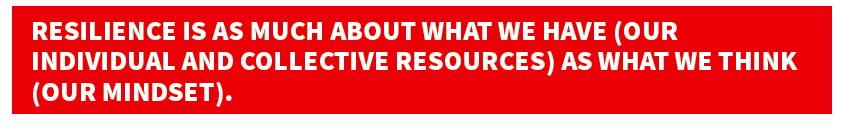 RESILIENCE IS AS MUCH ABOUT WHAT WE HAVE (OUR
INDIVIDUAL AND COLLECTIVE RESOURCES) AS WHAT WE THINK
(OUR MINDSET).